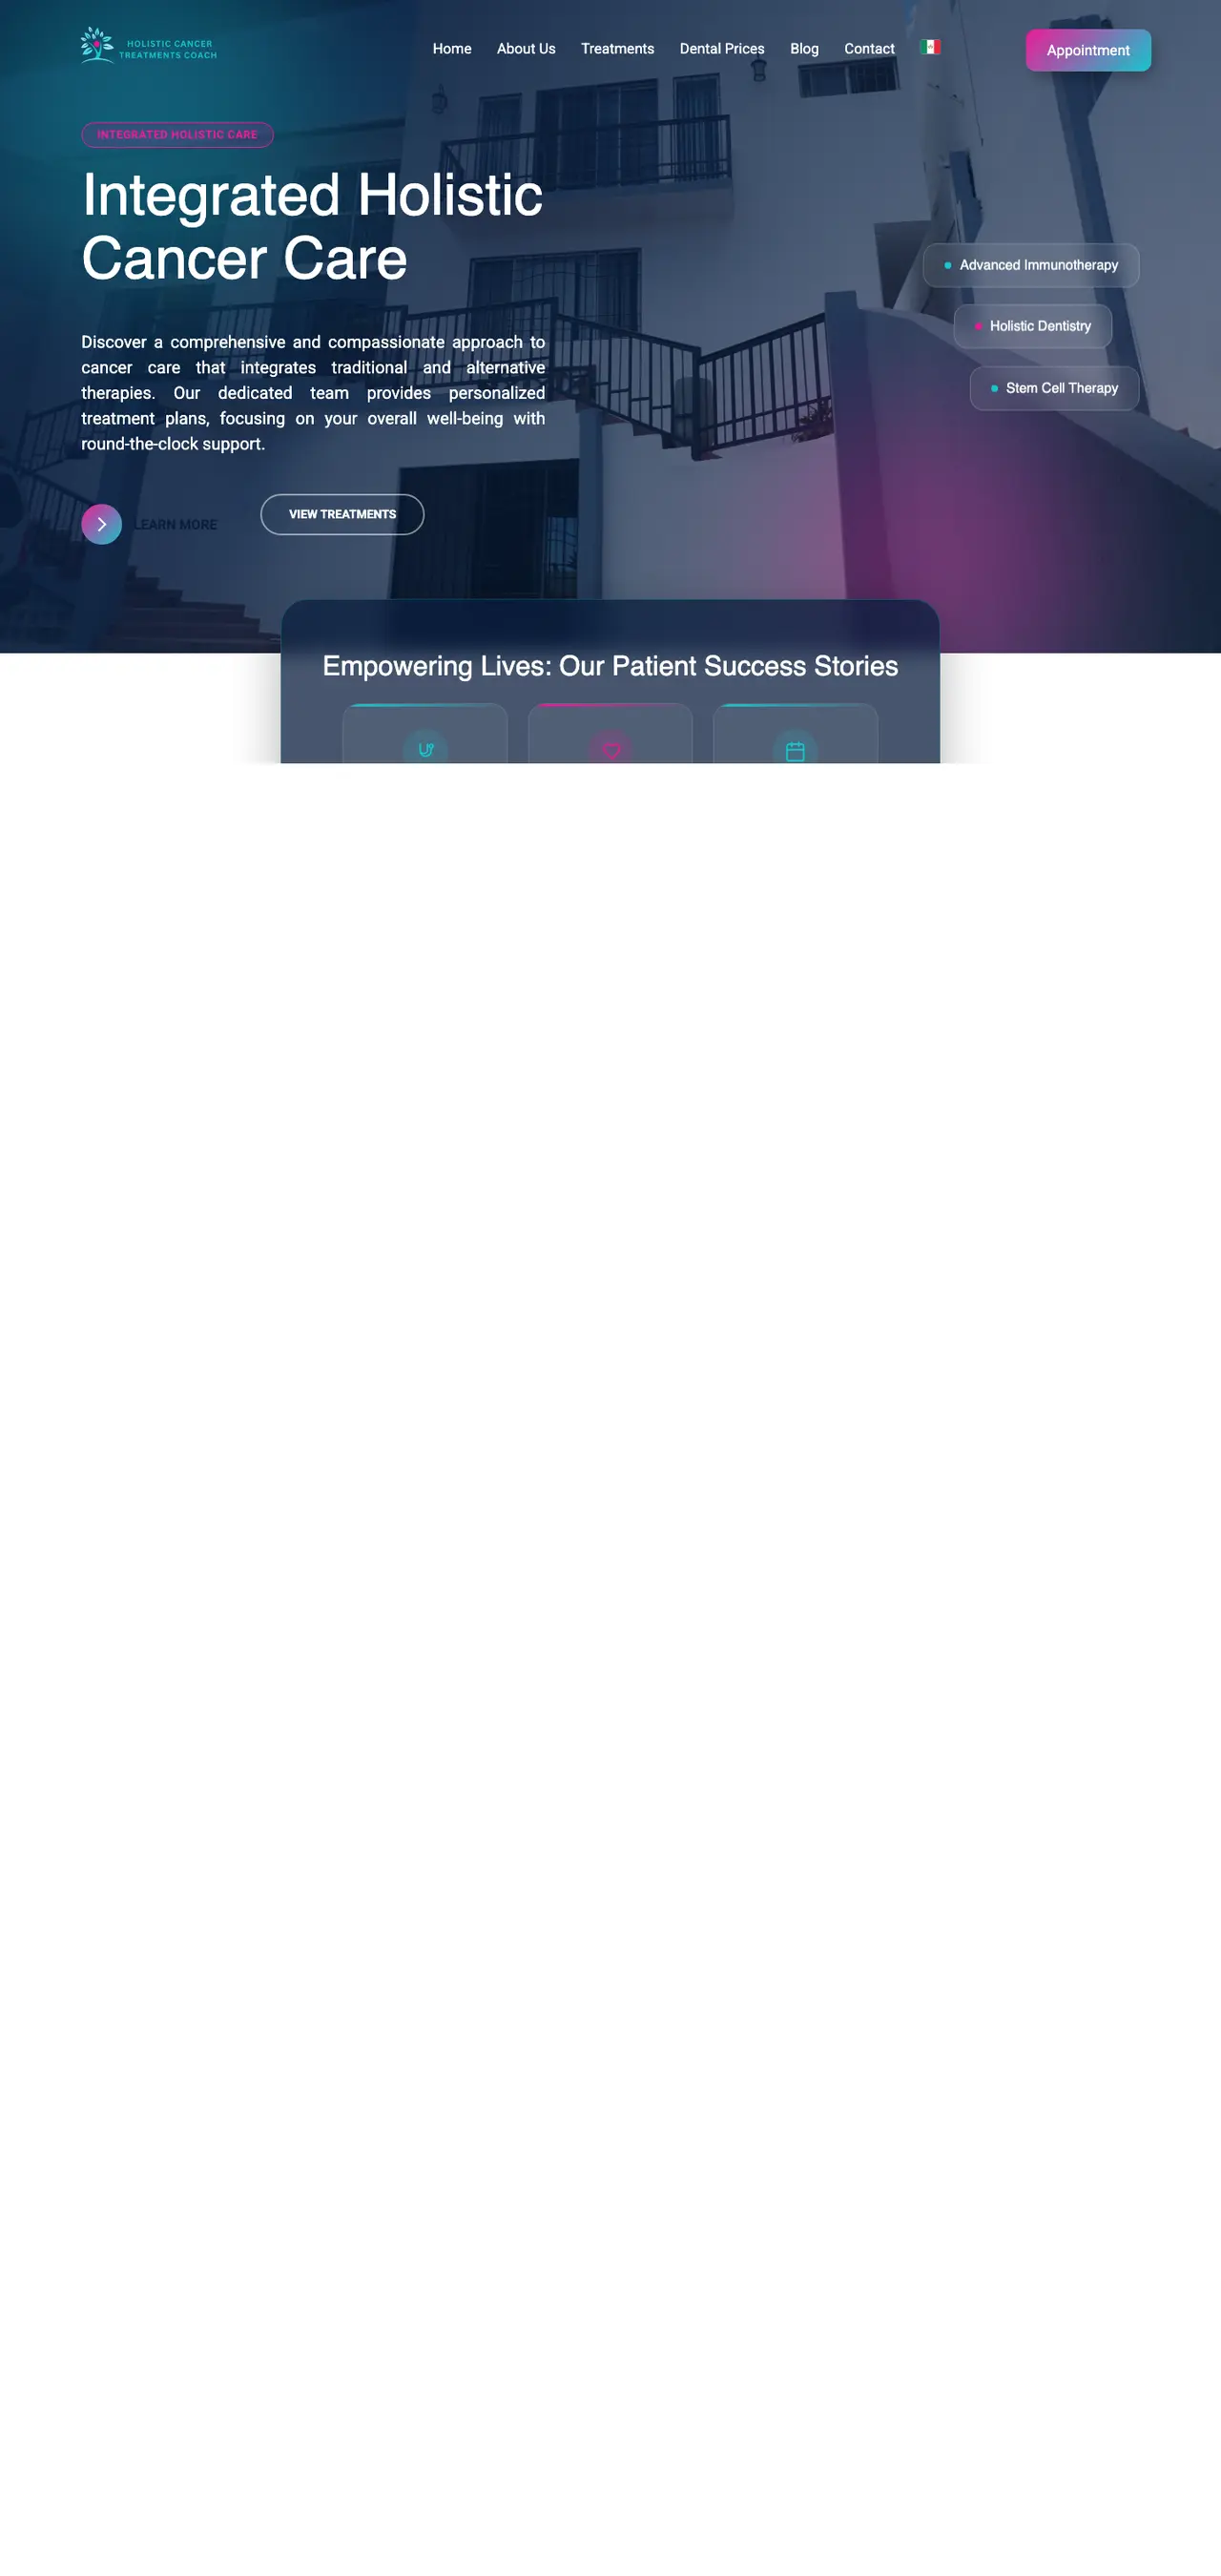 HOLISTIC CANCER
TREATMENTS COACH
Home
About Us
Treatments
Dental Prices
Blog
Contact
Appointment
INTEGRATED HOLISTIC CARE
Integrated Holistic
Cancer Care
Discover a comprehensive and compassionate approach to
cancer care that integrates traditional and alternative
therapies. Our dedicated team provides personalized
treatment plans, focusing on your overall well-being with
round-the-clock support.
LEARN MORE
VIEW TREATMENTS
Advanced Immunotherapy
Holistic Dentistry
Stem Cell Therapy
Empowering Lives: Our Patient Success Stories